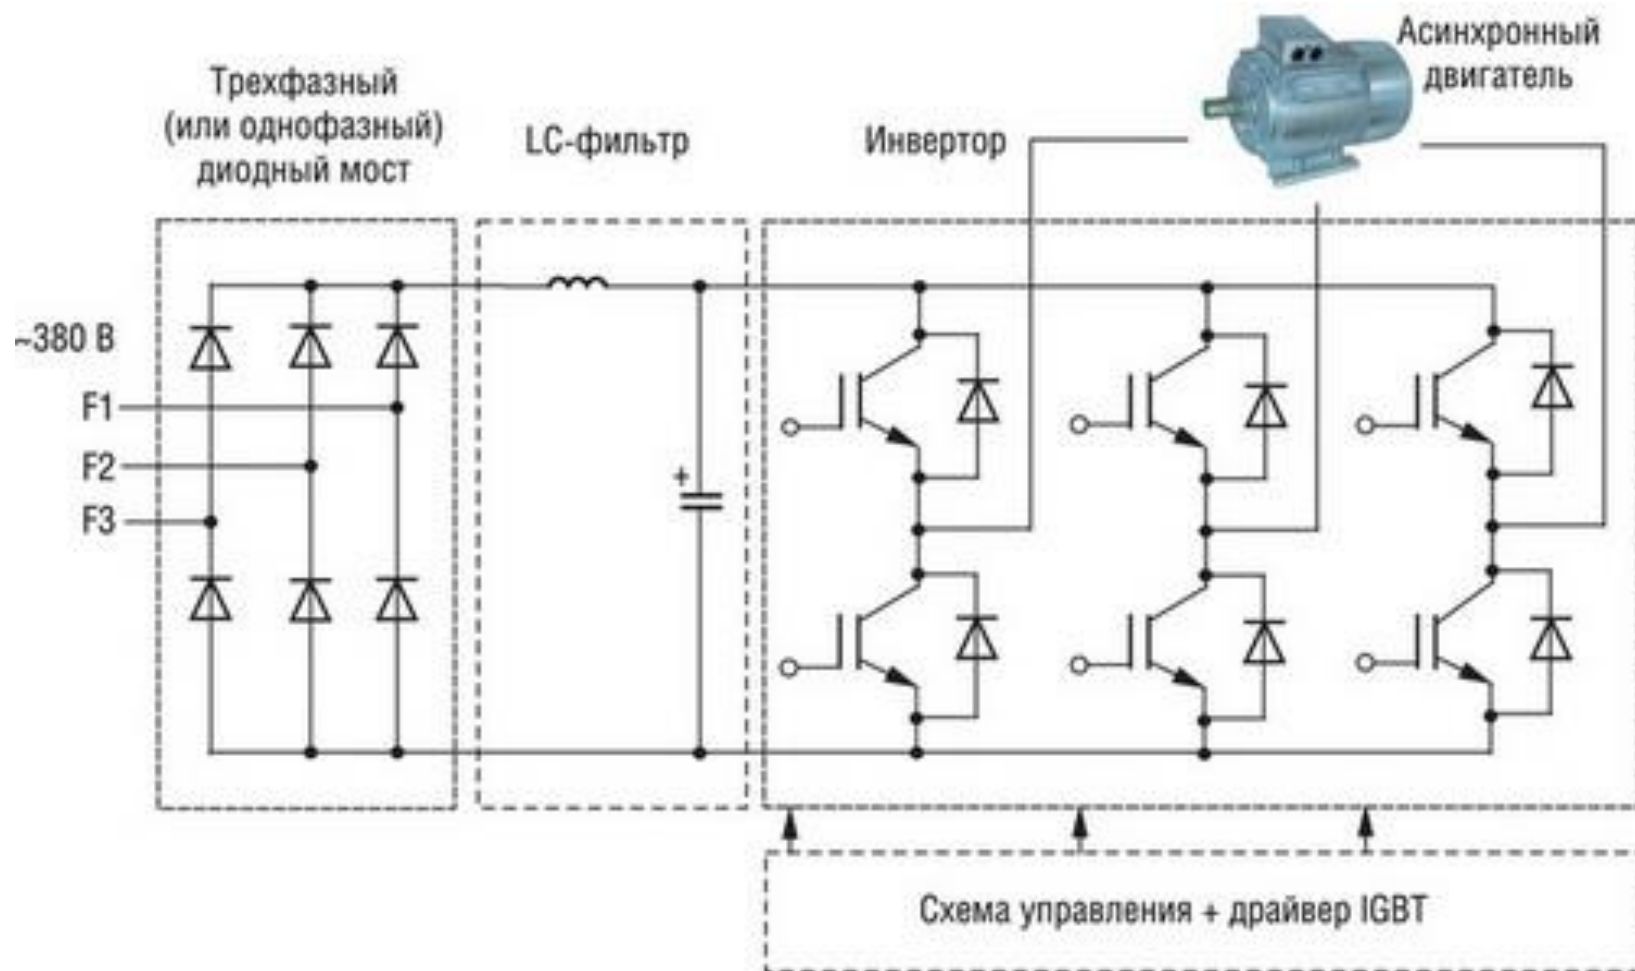 Трехфазный
(или однофазный)
диодный мост
LC-фильтр
Инвертор
Асинхронный
двигатель
~380 В
F1
F2
F3
+
Схема управления + драйвер IGBT